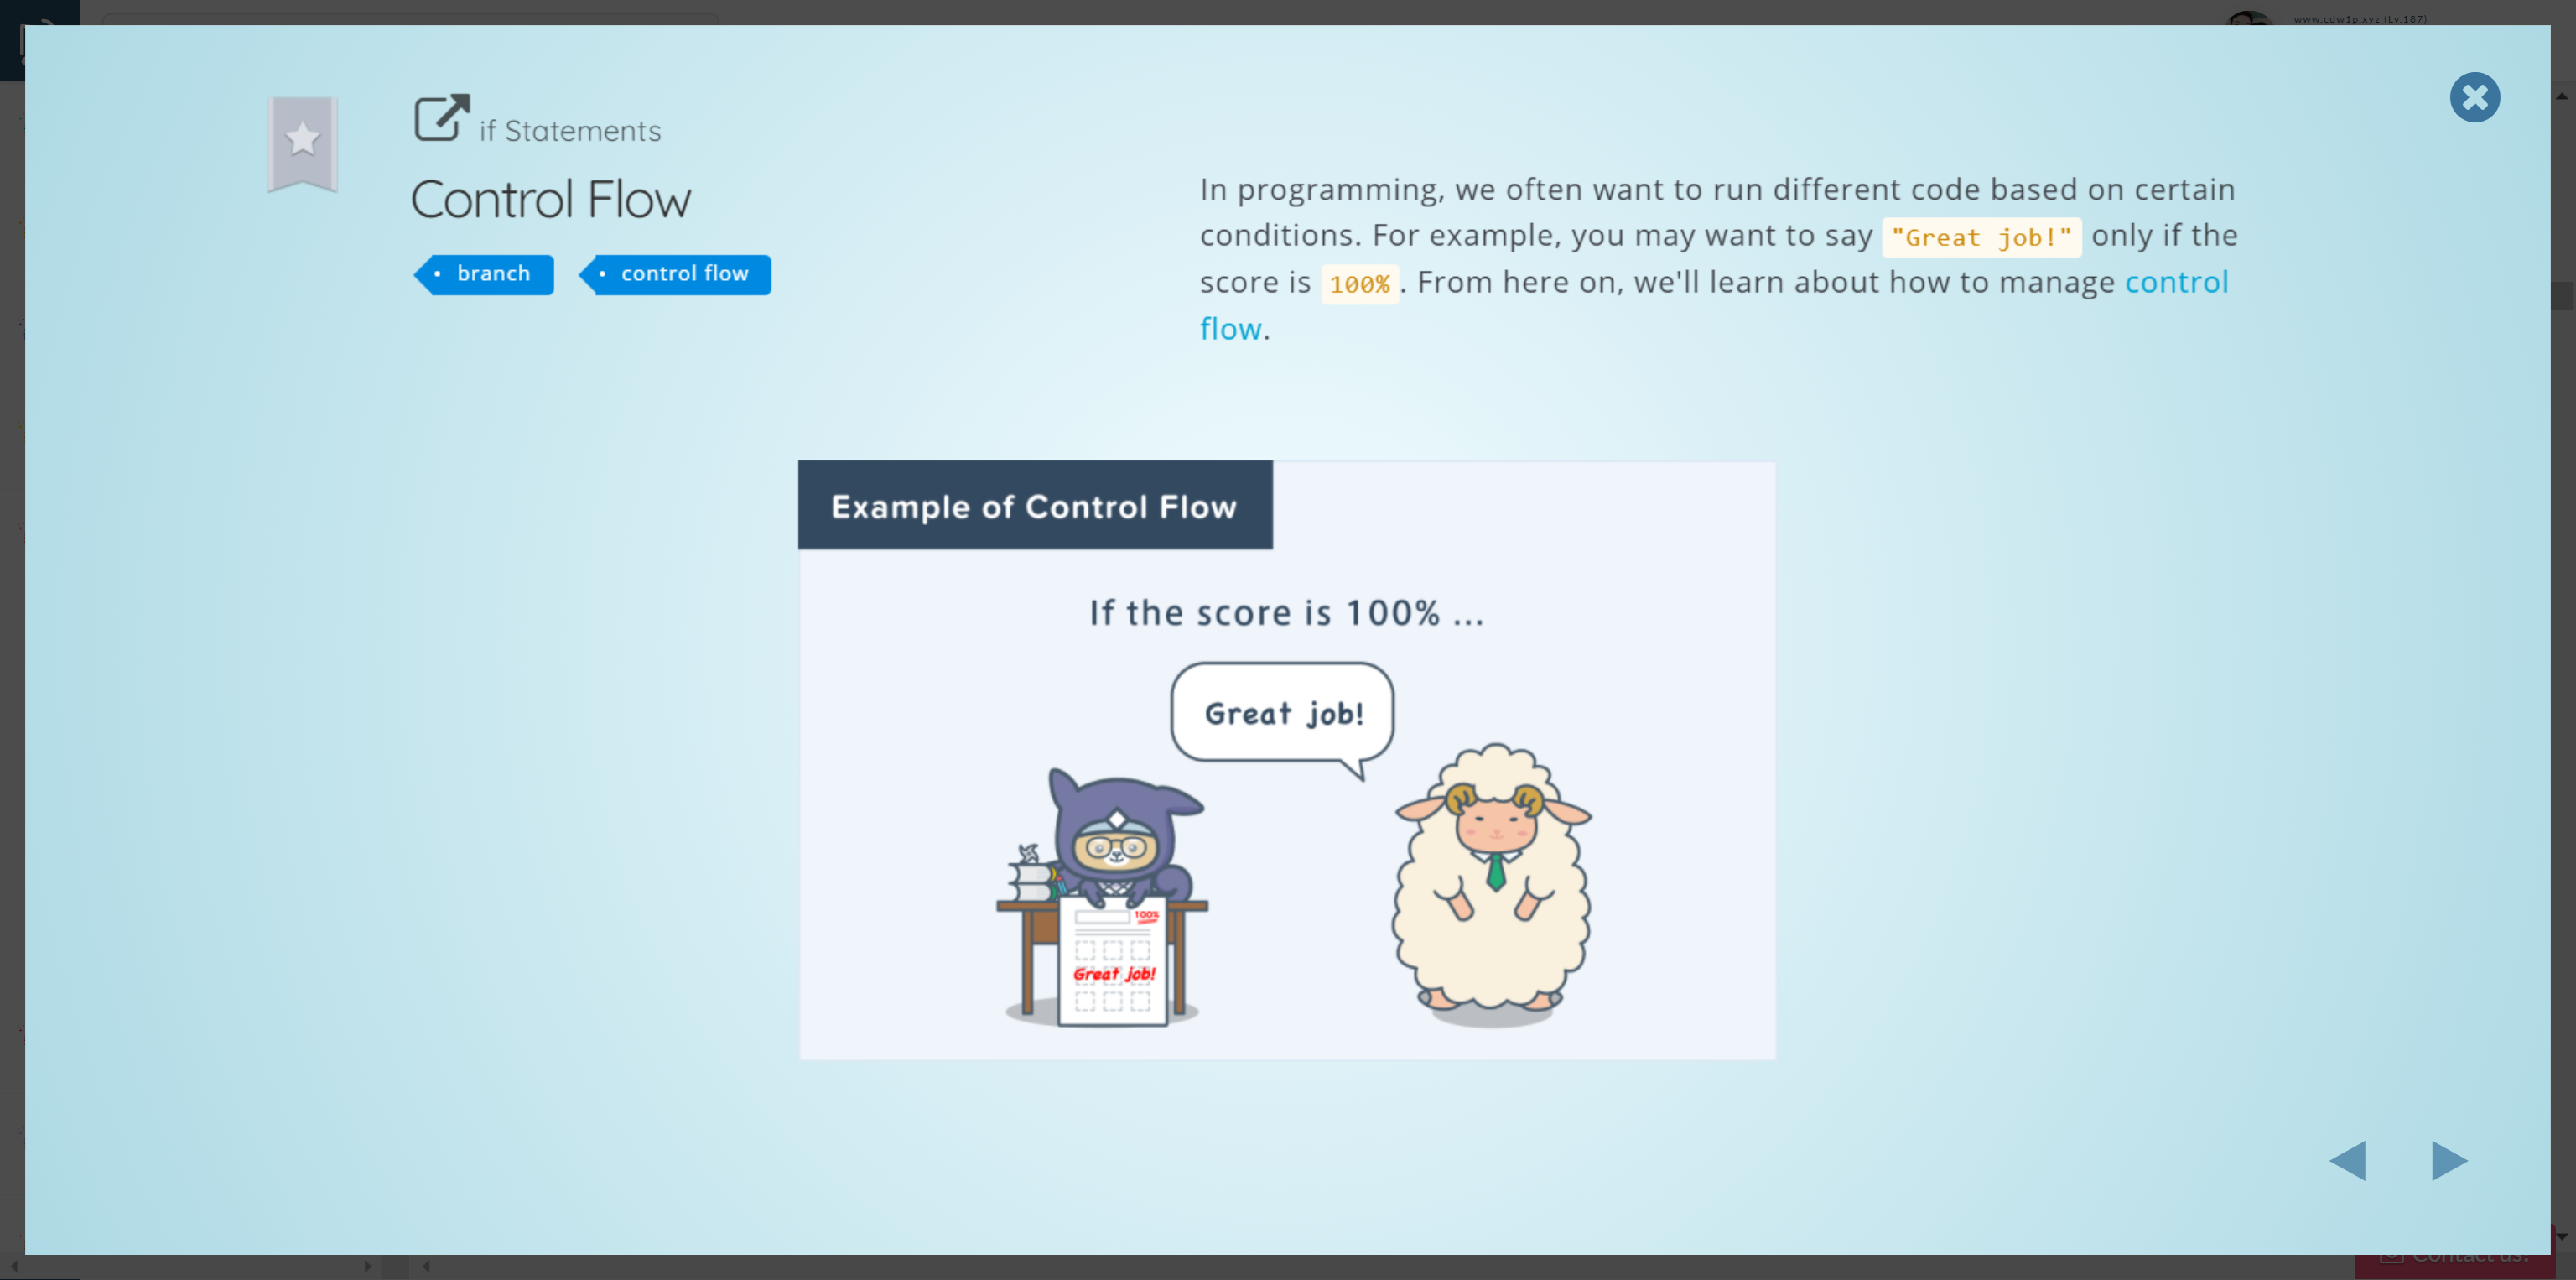 www.cdw1p.xyz (Lv.187)
if Statements
Control Flow
• branch
• control flow
In programming, we often want to run different code based on certain
conditions. For example, you may want to say "Great job!" only if the
score is 100%. From here on, we'll learn about how to manage control
flow.
Example of Control Flow
If the score is 100% ...
Great job!
100%
Great job!
Contact us!